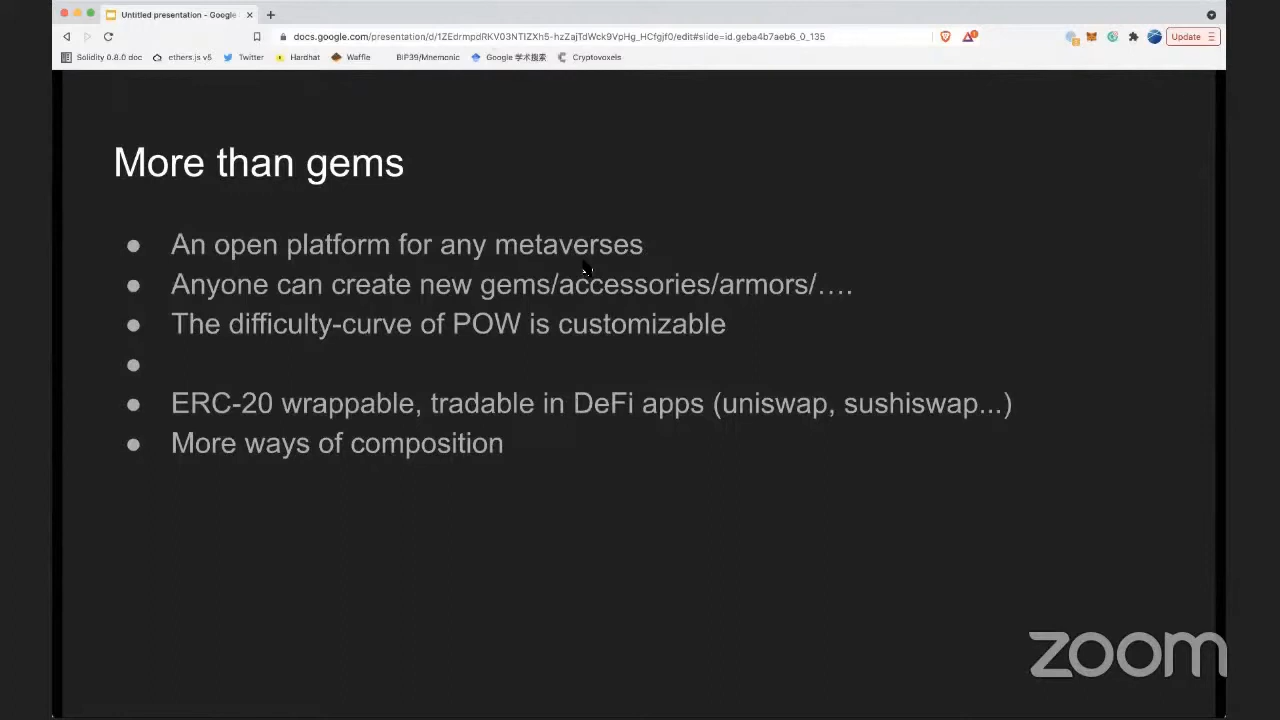 Untitled presentation - Google
docs.google.com/presentation/d/1ZEdrmpdRKV03NTIZXh5-hzZajTdWck9VpHg_HCfgjf0/edit#slide=id.geba4b7aeb6_0_135
Update
Solidity 0.8.0 doc ethers.js v5 Twitter Hardhat Waffle BIP39/Mnemonic Google 学术搜索 Cryptovoxels
More than gems
● An open platform for any metaverses
● Anyone can create new gems/accessories/armors/….
● The difficulty-curve of POW is customizable
●
● ERC-20 wrappable, tradable in DeFi apps (uniswap, sushiswap...)
● More ways of composition
zoom